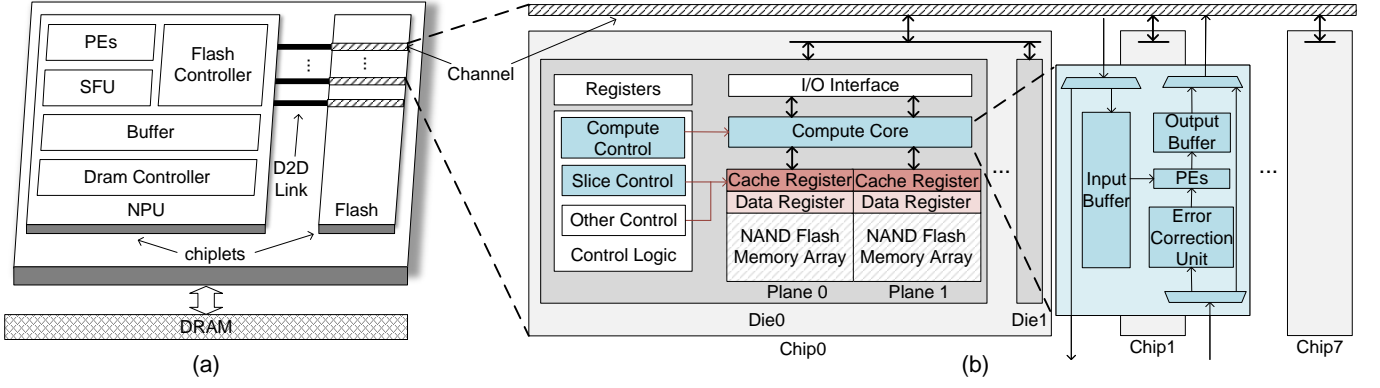 PEs
SFU
Flash
Controller
Buffer
Dram Controller
NPU
D2D
Link
Flash
chiplets
DRAM
(a)
Channel
Registers
Compute
Control
Slice Control
Other Control
Control Logic
I/O Interface
Compute Core
Cache Register
Cache Register
Data Register
Data Register
NAND Flash
Memory Array
NAND Flash
Memory Array
Plane 0
Plane 1
...
Die0
Die1
Chip0
(b)
Input
Buffer
Output
Buffer
PEs
Error
Correction
Unit
...
Chip1
Chip7